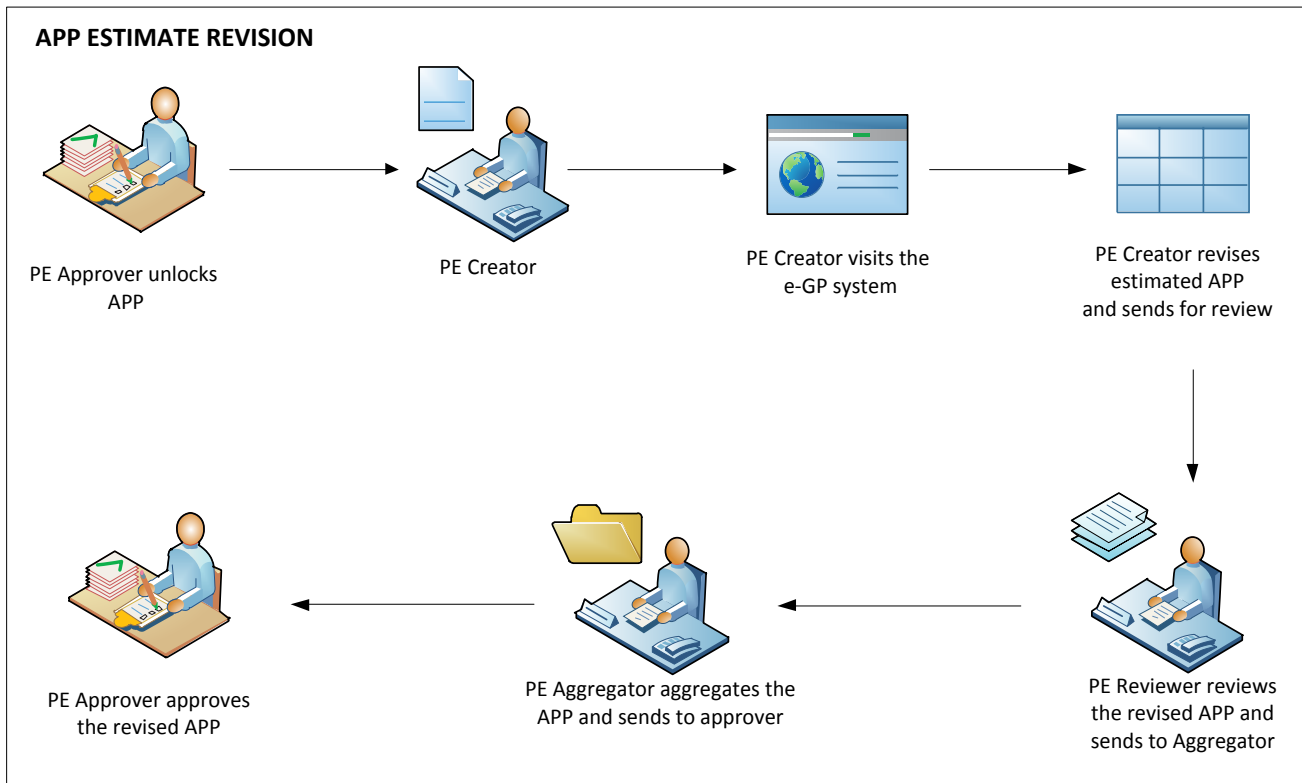 APP ESTIMATE REVISION
PE Approver unlocks
APP
PE Creator
PE Creator visits the
e-GP system
PE Creator revises
estimated APP
and sends for review
PE Approver approves
the revised APP
PE Aggregator aggregates the
APP and sends to approver
PE Reviewer reviews
the revised APP and
sends to Aggregator